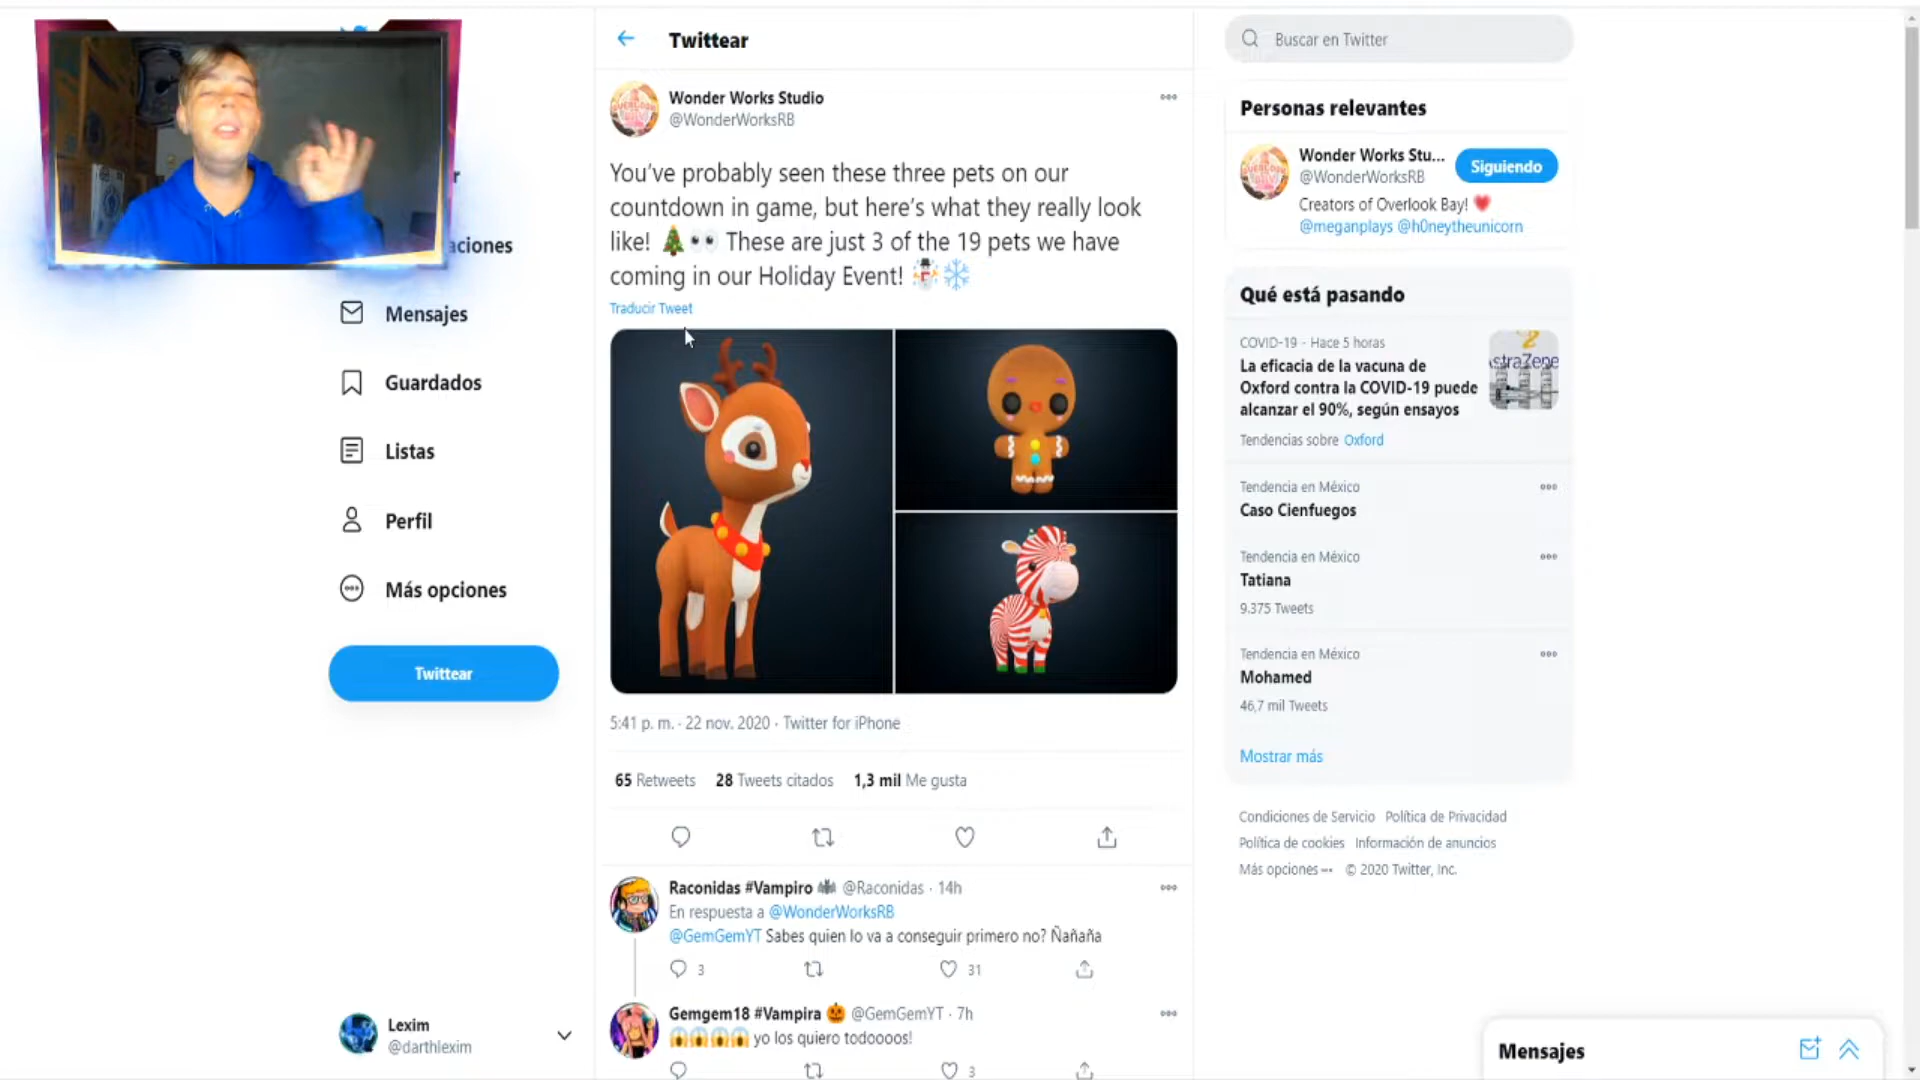 Twittear
Buscar en Twitter
Wonder Works Studio
@WonderWorksRB
You've probably seen these three pets on our
countdown in game, but here's what they really look
like! 🎄👀 These are just 3 of the 19 pets we have
coming in our Holiday Event! ☃️❄️
Traducir Tweet
5:41 p. m. · 22 nov. 2020 · Twitter for iPhone
65 Retweets 28 Tweets citados 1,3 mil Me gusta
Raconidas #Vampiro 🦇 @Raconidas · 14h
En respuesta a @WonderWorksRB
@GemGemYT Sabes quien lo va a conseguir primero no? Ñañaña
3 31
Gemgem18 #Vampira 🎃 @GemGemYT · 7h
😱😱😱😱 yo los quiero todoooos!
3
r
aciones
Mensajes
Guardados
Listas
Perfil
Más opciones
Twittear
Lexim
@darthlexim
Personas relevantes
Wonder Works Stu...
@WonderWorksRB
Siguiendo
Creators of Overlook Bay! ❤️
@meganplays @h0neytheunicorn
Qué está pasando
COVID-19 · Hace 5 horas
La eficacia de la vacuna de
Oxford contra la COVID-19 puede
alcanzar el 90%, según ensayos
Tendencias sobre Oxford
straZene
Tendencia en México
Caso Cienfuegos
Tendencia en México
Tatiana
9.375 Tweets
Tendencia en México
Mohamed
46,7 mil Tweets
Mostrar más
Condiciones de Servicio Política de Privacidad
Política de cookies Información de anuncios
Más opciones ••• © 2020 Twitter, Inc.
Mensajes